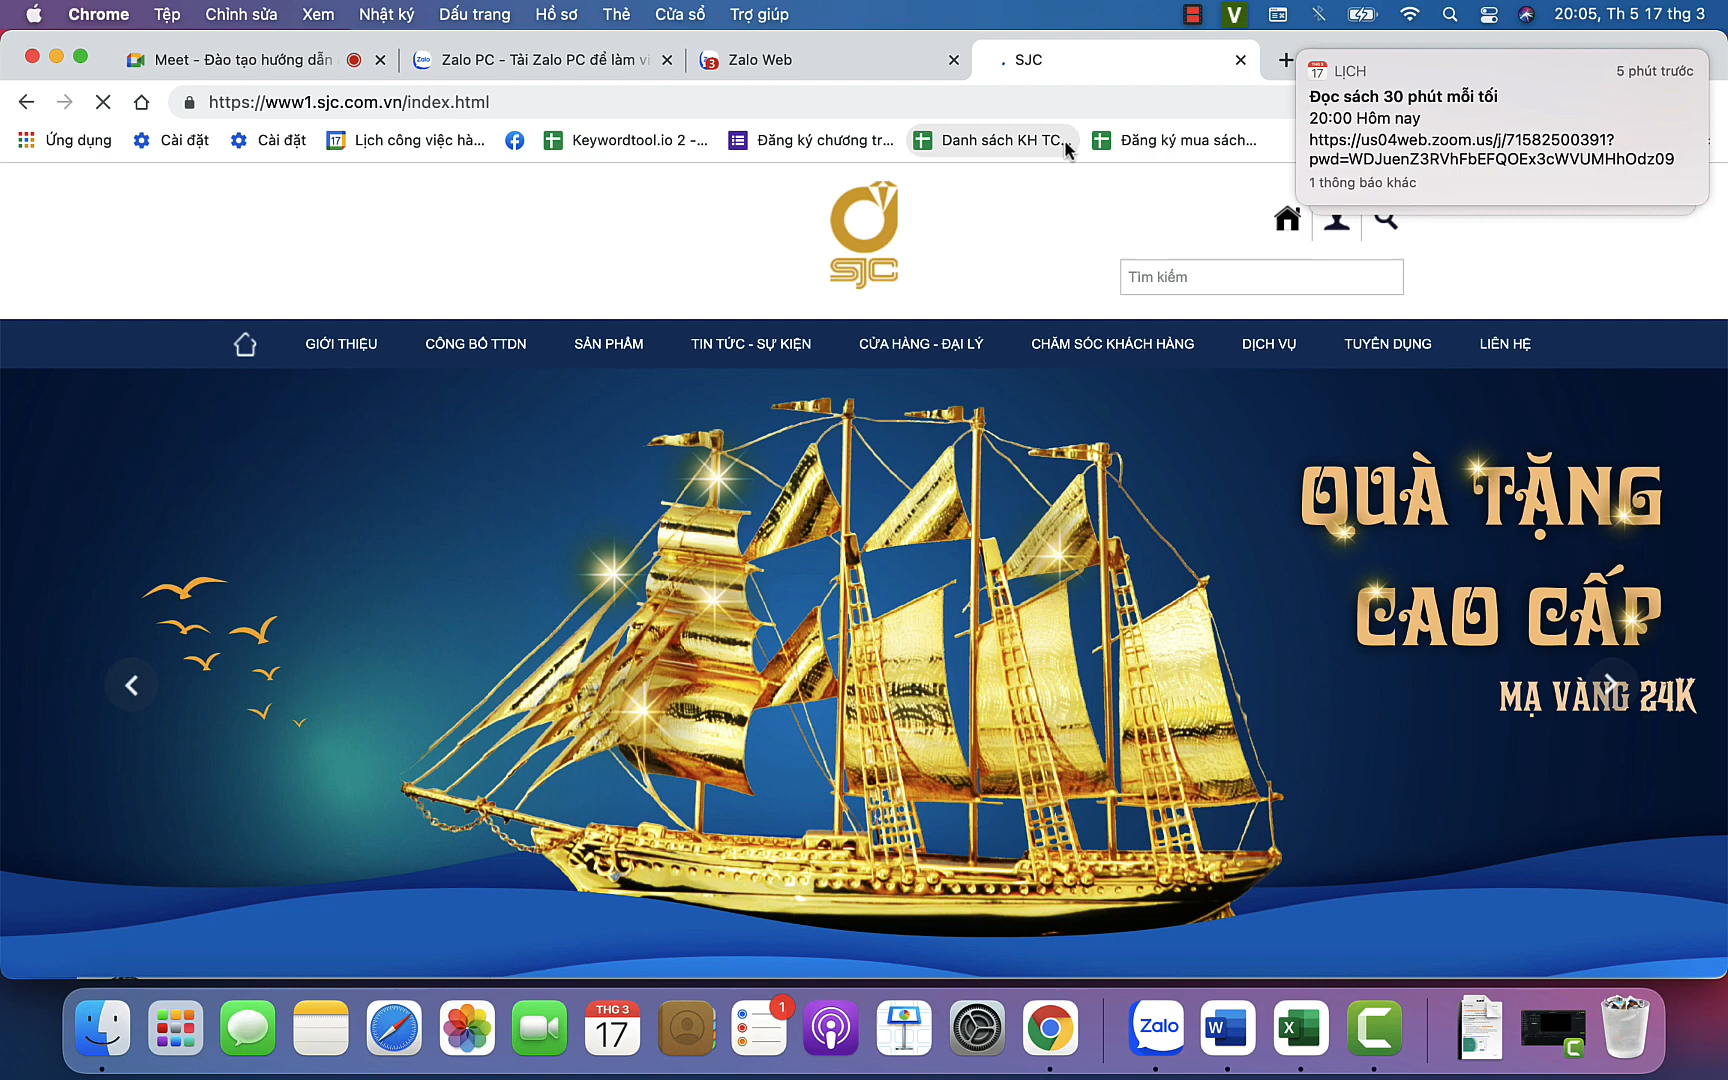 Chrome Tệp Chỉnh sửa Xem Nhật ký Dấu trang Hồ sơ Thẻ Cửa sổ Trợ giúp V 20:05, Th 5 17 thg 3
Meet - Đào tạo hướng dẫn Zalo PC - Tải Zalo PC để làm vi 3 Zalo Web SJC
https://www1.sjc.com.vn/index.html
Ứng dụng Cài đặt Cài đặt 17 Lịch công việc hà... Keywordtool.io 2 -... Đăng ký chương tr... Danh sách KH TC... Đăng ký mua sách...
17 LỊCH 5 phút trước
Đọc sách 30 phút mỗi tối
20:00 Hôm nay
https://us04web.zoom.us/j/71582500391?
pwd=WDJuenZ3RVhFbEFQOEx3cWVUMHhOdz09
1 thông báo khác
SJC
Tìm kiếm
GIỚI THIỆU CÔNG BỐ TTDN SẢN PHẨM TIN TỨC - SỰ KIỆN CỬA HÀNG - ĐẠI LÝ CHĂM SÓC KHÁCH HÀNG DỊCH VỤ TUYỂN DỤNG LIÊN HỆ
QUÀ TẶNG
CAO CẤP
MẠ VÀNG 24K
THG 3
17
1
Zalo W X C